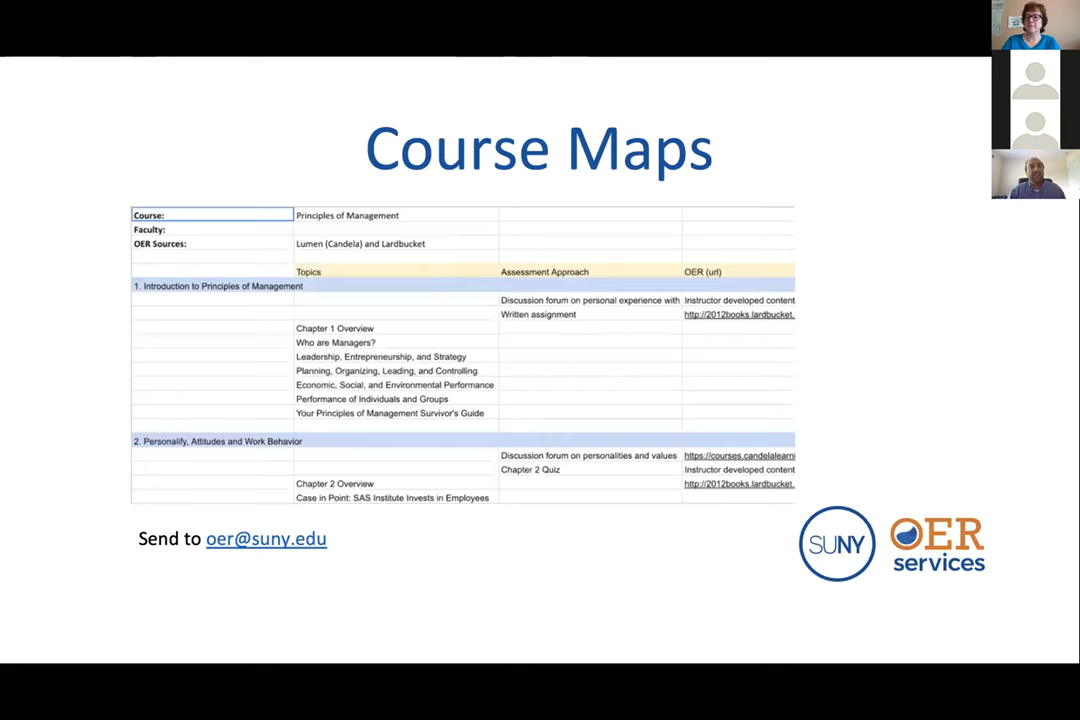 Course Maps
Course: Principles of Management
Faculty:
OER Sources: Lumen (Candela) and Lardbucket
Topics Assessment Approach OER (url)
1. Introduction to Principles of Management
Discussion forum on personal experience with Instructor developed content
Written assignment http://2012books.lardbucket.
Chapter 1 Overview
Who are Managers?
Leadership, Entrepreneurship, and Strategy
Planning, Organizing, Leading, and Controlling
Economic, Social, and Environmental Performance
Performance of Individuals and Groups
Your Principles of Management Survivor's Guide
2. Personalify, Attitudes and Work Behavior
Discussion forum on personalities and values https://courses.candelalearni
Chapter 2 Quiz Instructor developed content
Chapter 2 Overview http://2012books.lardbucket.
Case in Point: SAS Institute Invests in Employees
Send to oer@suny.edu
SUNY OER
services